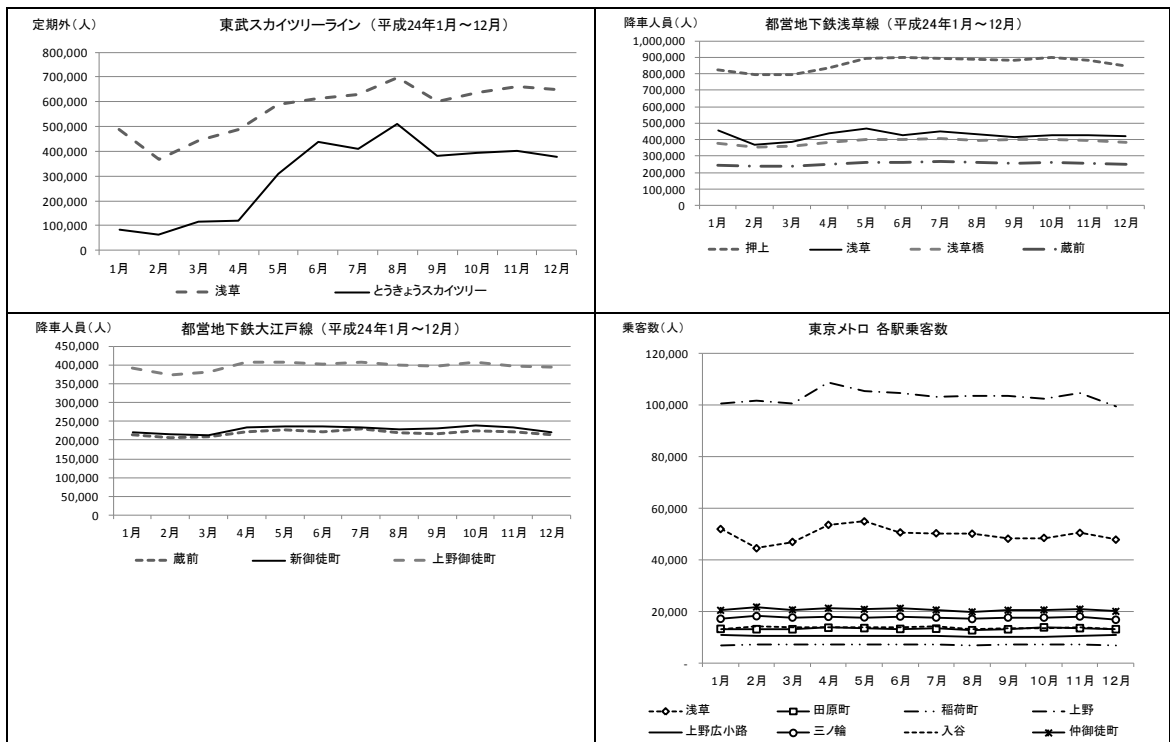 定期外(人)
東武スカイツリーライン (平成24年1月～12月)
800,000
700,000
600,000
500,000
400,000
300,000
200,000
100,000
0
1月 2月 3月 4月 5月 6月 7月 8月 9月 10月 11月 12月
浅草 とうきょうスカイツリー
降車人員(人)
都営地下鉄浅草線 (平成24年1月～12月)
1,000,000
900,000
800,000
700,000
600,000
500,000
400,000
300,000
200,000
100,000
0
1月 2月 3月 4月 5月 6月 7月 8月 9月 10月 11月 12月
押上 浅草 浅草橋 蔵前
降車人員(人)
都営地下鉄大江戸線 (平成24年1月～12月)
450,000
400,000
350,000
300,000
250,000
200,000
150,000
100,000
50,000
0
1月 2月 3月 4月 5月 6月 7月 8月 9月 10月 11月 12月
蔵前 新御徒町 上野御徒町
乗客数(人)
東京メトロ 各駅乗客数
120,000
100,000
80,000
60,000
40,000
20,000
-
1月 2月 3月 4月 5月 6月 7月 8月 9月 10月 11月 12月
浅草 田原町 稲荷町 上野
上野広小路 三ノ輪 入谷 仲御徒町